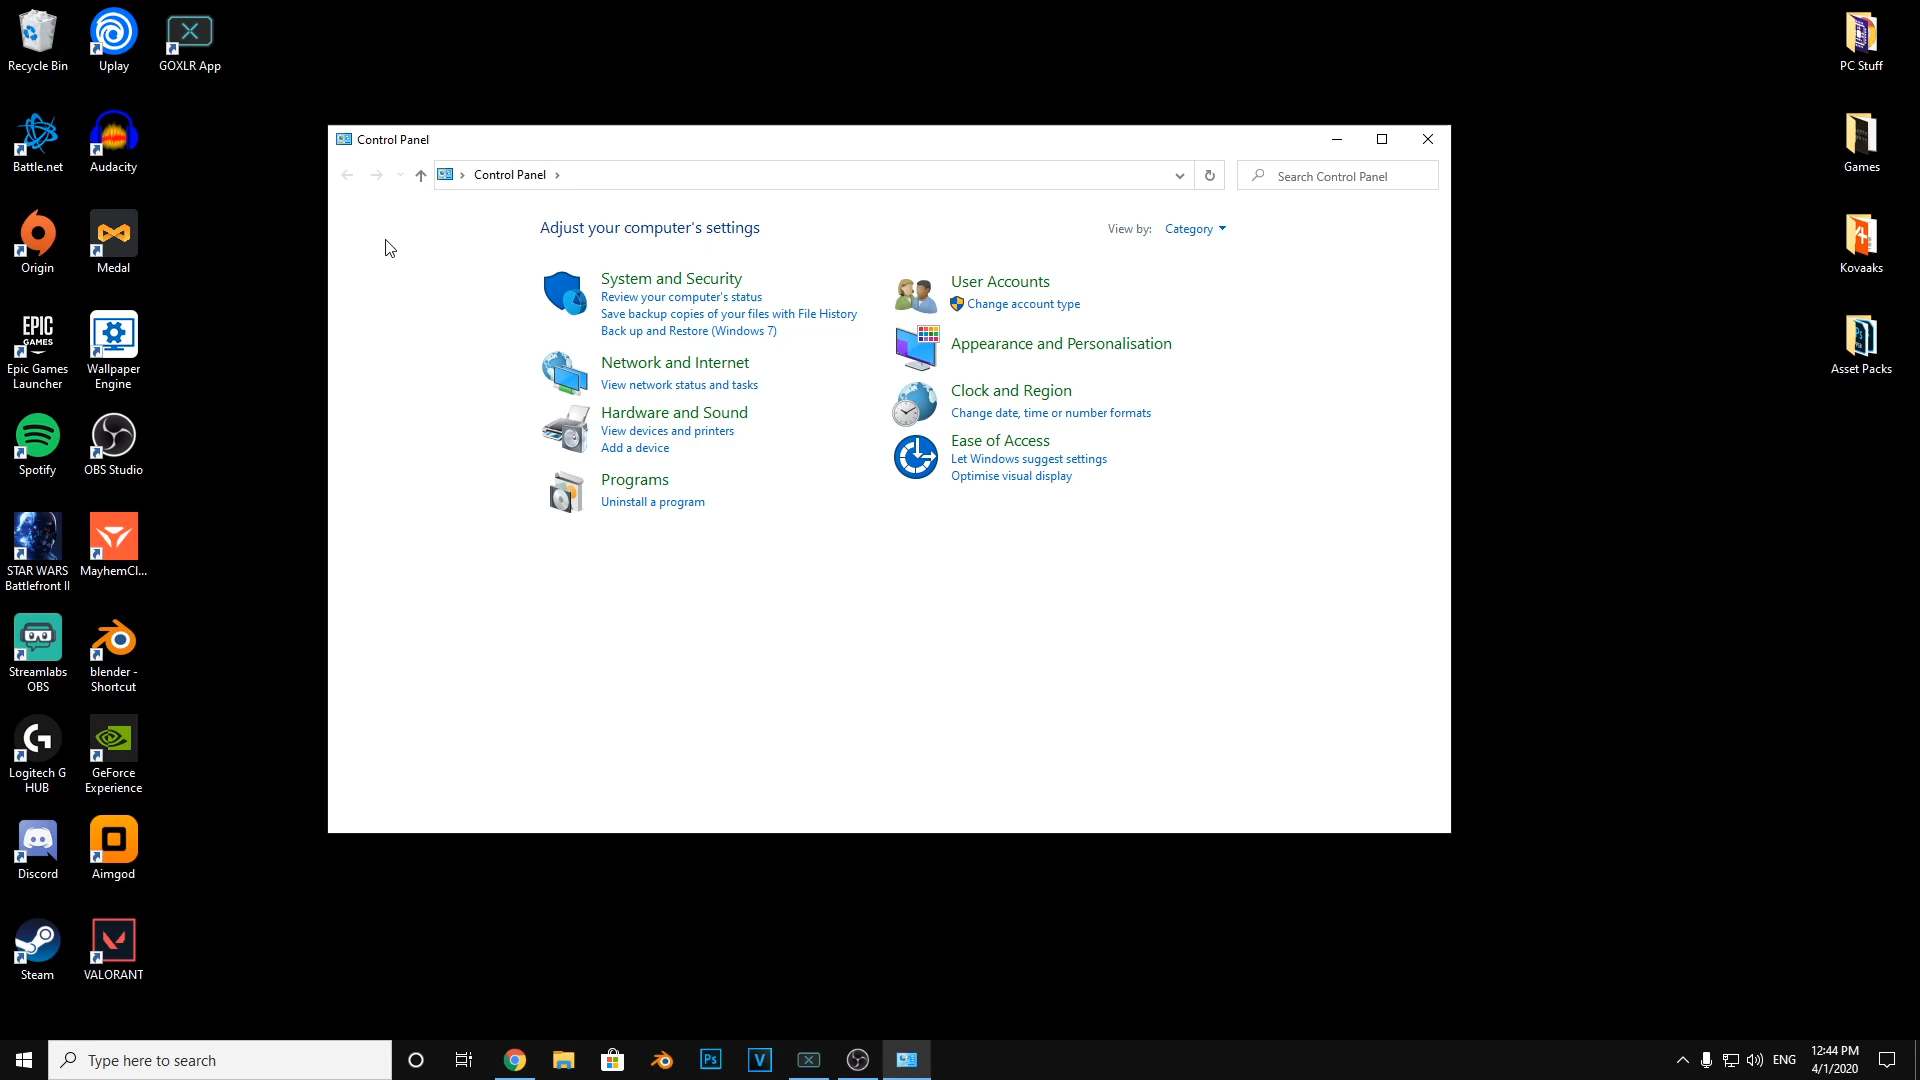 Recycle Bin
Uplay
GOXLR App
Battle.net
Audacity
Origin
Medal
EPIC
GAMES
Epic Games
Launcher
Wallpaper
Engine
Spotify
OBS Studio
STAR WARS
Battlefront II
MayhemCl...
Streamlabs
OBS
blender -
Shortcut
Logitech G
HUB
GeForce
Experience
Discord
Aimgod
Steam
VALORANT
Control Panel
Control Panel
Search Control Panel
Adjust your computer's settings
View by:
Category
System and Security
Review your computer's status
Save backup copies of your files with File History
Back up and Restore (Windows 7)
Network and Internet
View network status and tasks
Hardware and Sound
View devices and printers
Add a device
Programs
Uninstall a program
User Accounts
Change account type
Appearance and Personalisation
Clock and Region
Change date, time or number formats
Ease of Access
Let Windows suggest settings
Optimise visual display
PC Stuff
Games
Kovaaks
Asset Packs
Type here to search
Ps
V
ENG
12:44 PM
4/1/2020